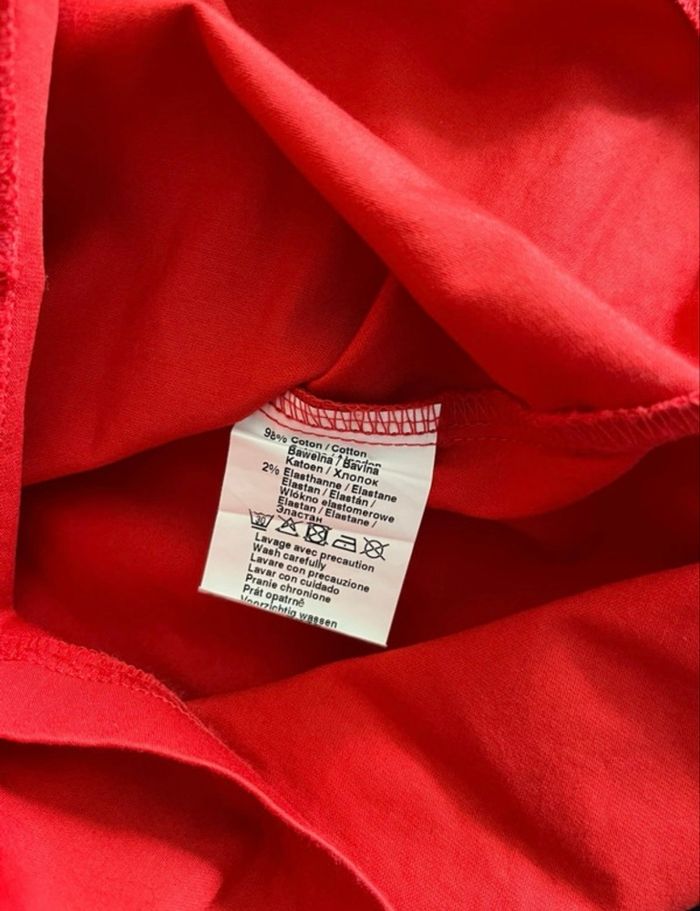 98% Coton / Cotton
Bawełna / Bavlna
Katoen / Хлопок
2% Elasthanne / Elastane
Elastan / Elastán /
Włókno elastomerowe
Elastan / Elastane /
Эластан
Lavage avec precaution
Wash carefully
Lavare con precauzione
Lavar con cuidado
Pranie chronione
Prát opatrně
Voorzichtig wassen